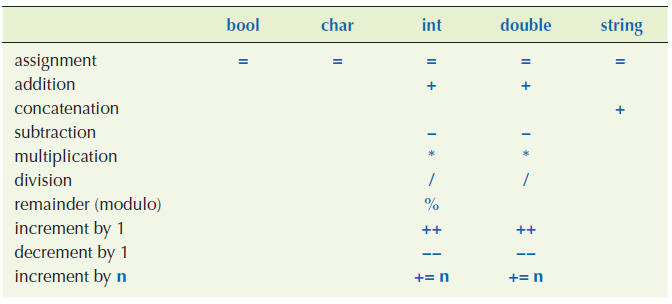 bool char int double string
assignment = = = = =
addition + +
concatenation +
subtraction – –
multiplication * *
division / /
remainder (modulo) %
increment by 1 ++ ++
decrement by 1 –– ––
increment by n += n += n